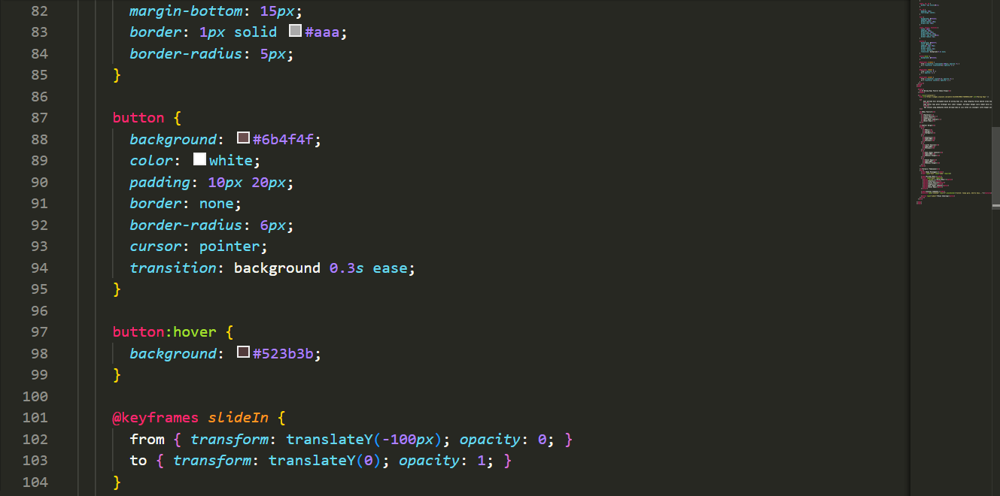 82 margin-bottom: 15px;
83 border: 1px solid #aaa;
84 border-radius: 5px;
85 }
86
87 button {
88 background: #6b4f4f;
89 color: white;
90 padding: 10px 20px;
91 border: none;
92 border-radius: 6px;
93 cursor: pointer;
94 transition: background 0.3s ease;
95 }
96
97 button:hover {
98 background: #523b3b;
99 }
100
101 @keyframes slideIn {
102 from { transform: translateY(-100px); opacity: 0; }
103 to { transform: translateY(0); opacity: 1; }
104 }